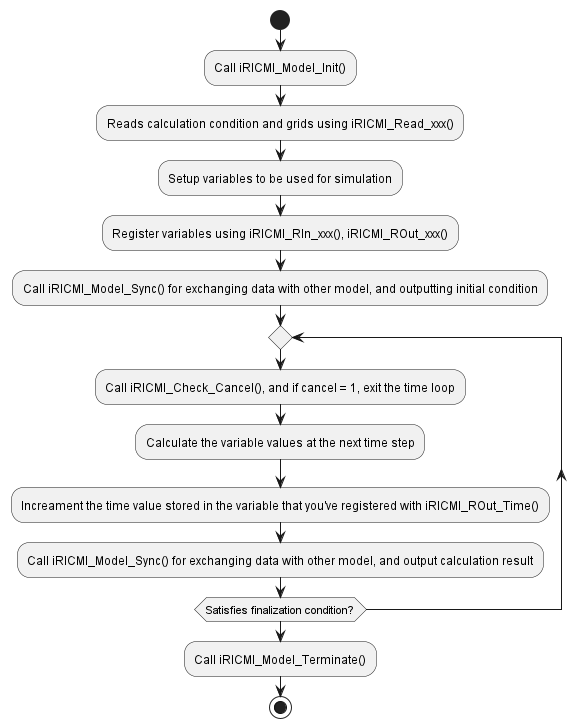 Call iRICMI_Model_Init()
Reads calculation condition and grids using iRICMI_Read_xxx()
Setup variables to be used for simulation
Register variables using iRICMI_RIn_xxx(), iRICMI_ROut_xxx()
Call iRICMI_Model_Sync() for exchanging data with other model, and outputting initial condition
Call iRICMI_Check_Cancel(), and if cancel = 1, exit the time loop
Calculate the variable values at the next time step
Increament the time value stored in the variable that you've registered with iRICMI_ROut_Time()
Call iRICMI_Model_Sync() for exchanging data with other model, and output calculation result
Satisfies finalization condition?
Call iRICMI_Model_Terminate()